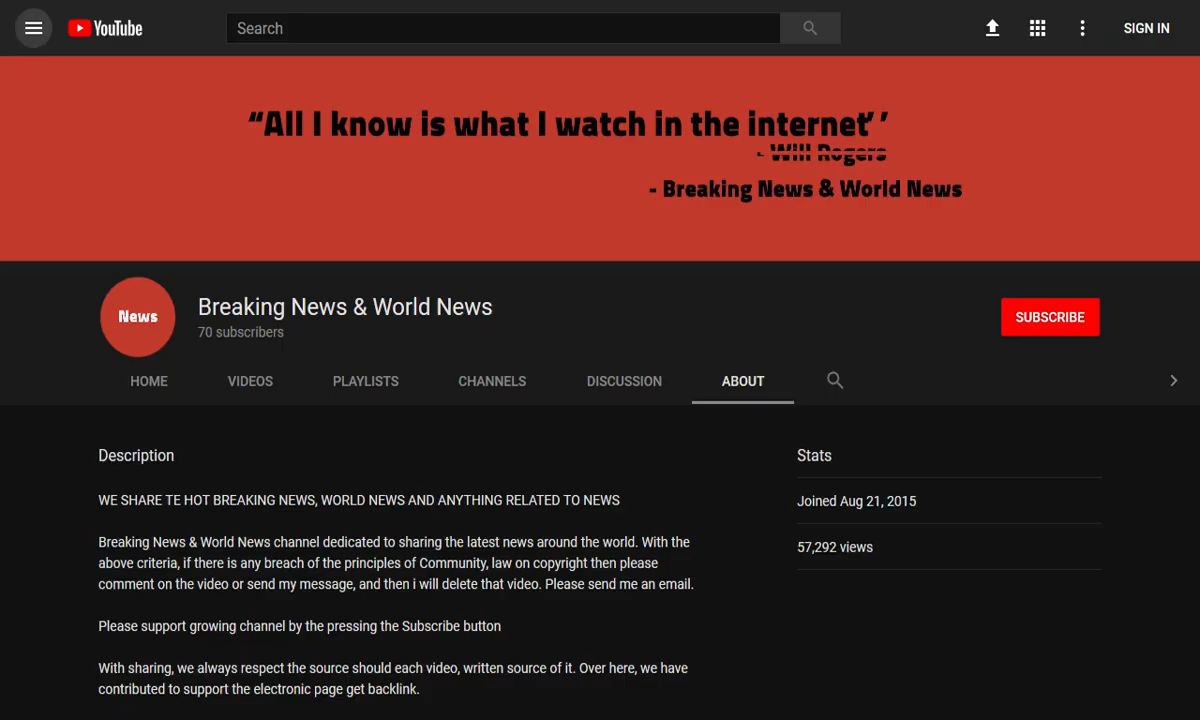 YouTube
Search
SIGN IN
“All I know is what I watch in the internet’’
- Will Rogers
- Breaking News & World News
News
Breaking News & World News
70 subscribers
SUBSCRIBE
HOME
VIDEOS
PLAYLISTS
CHANNELS
DISCUSSION
ABOUT
Description
WE SHARE TE HOT BREAKING NEWS, WORLD NEWS AND ANYTHING RELATED TO NEWS
Breaking News & World News channel dedicated to sharing the latest news around the world. With the
above criteria, if there is any breach of the principles of Community, law on copyright then please
comment on the video or send my message, and then i will delete that video. Please send me an email.
Please support growing channel by the pressing the Subscribe button
With sharing, we always respect the source should each video, written source of it. Over here, we have
contributed to support the electronic page get backlink.
Stats
Joined Aug 21, 2015
57,292 views